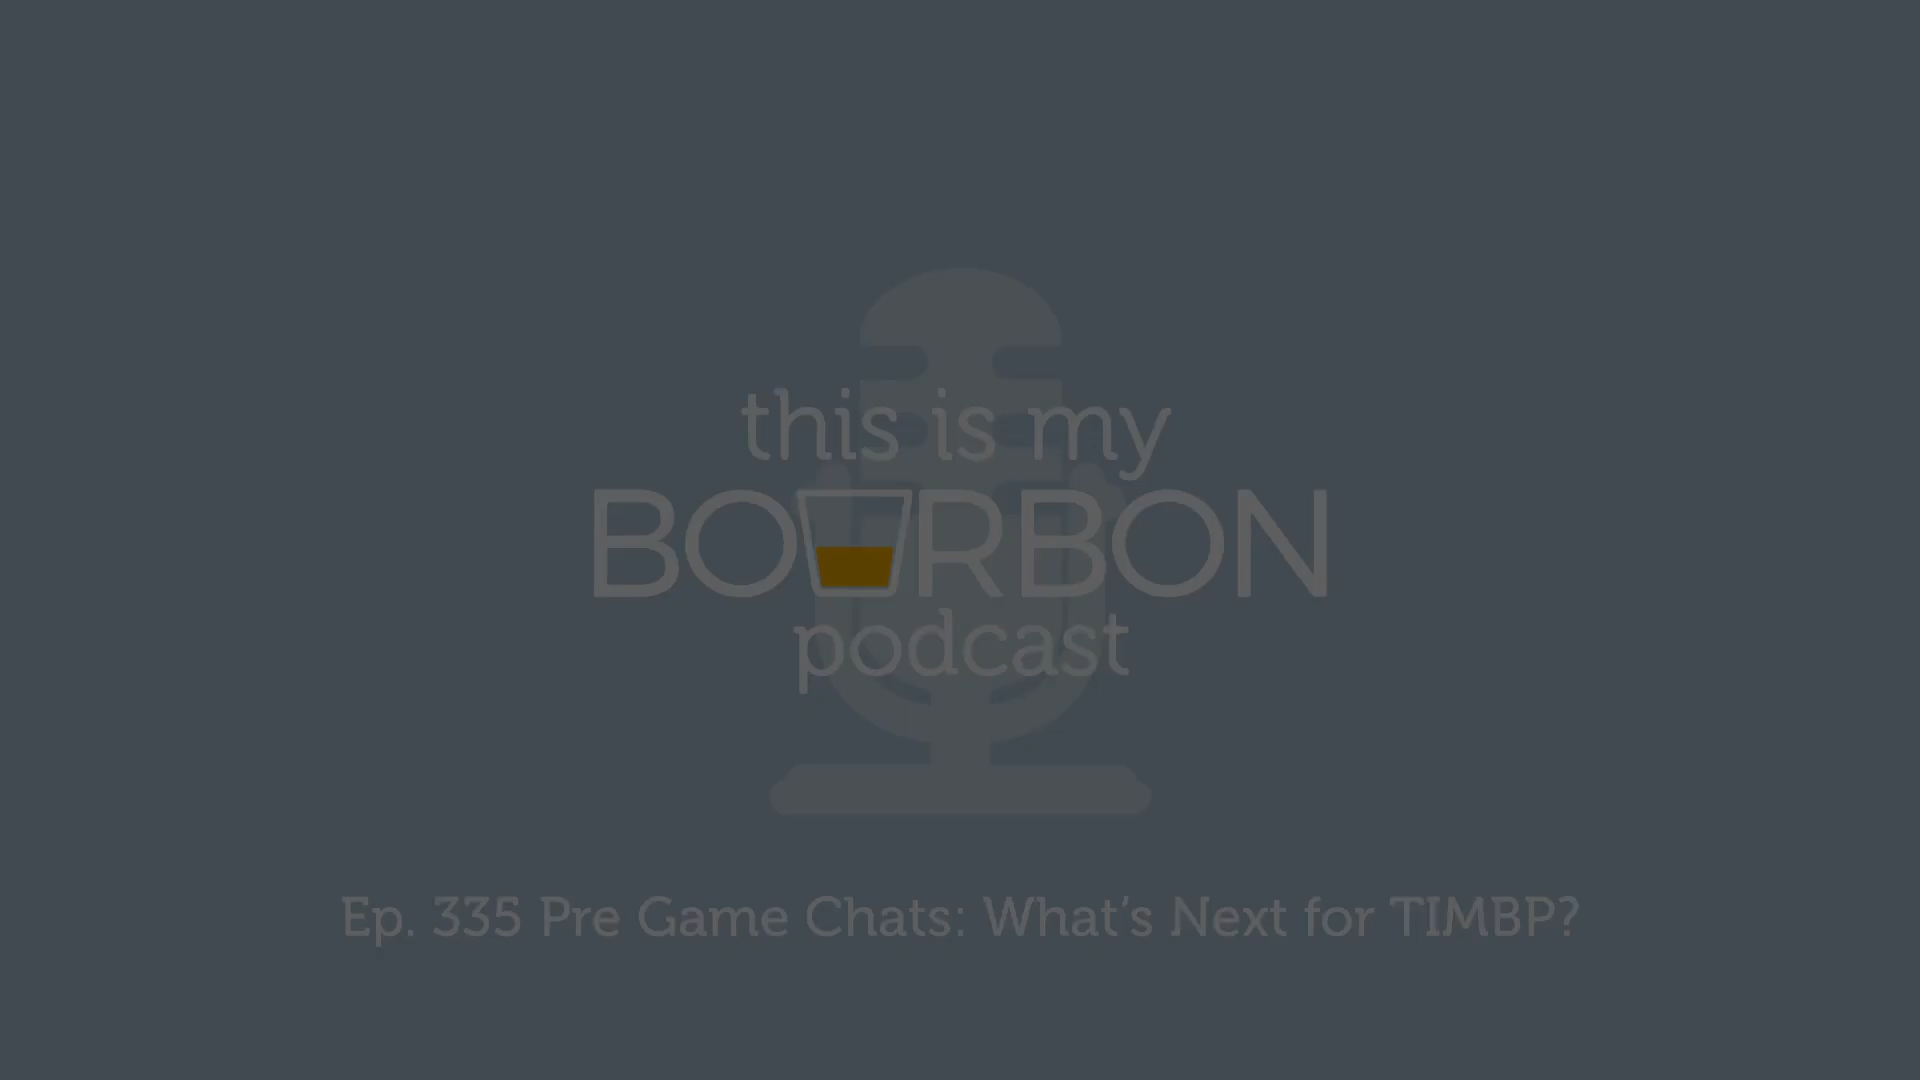 this is my
BOURBON
podcast
Ep. 335 Pre Game Chats: What's Next for TIMBP?